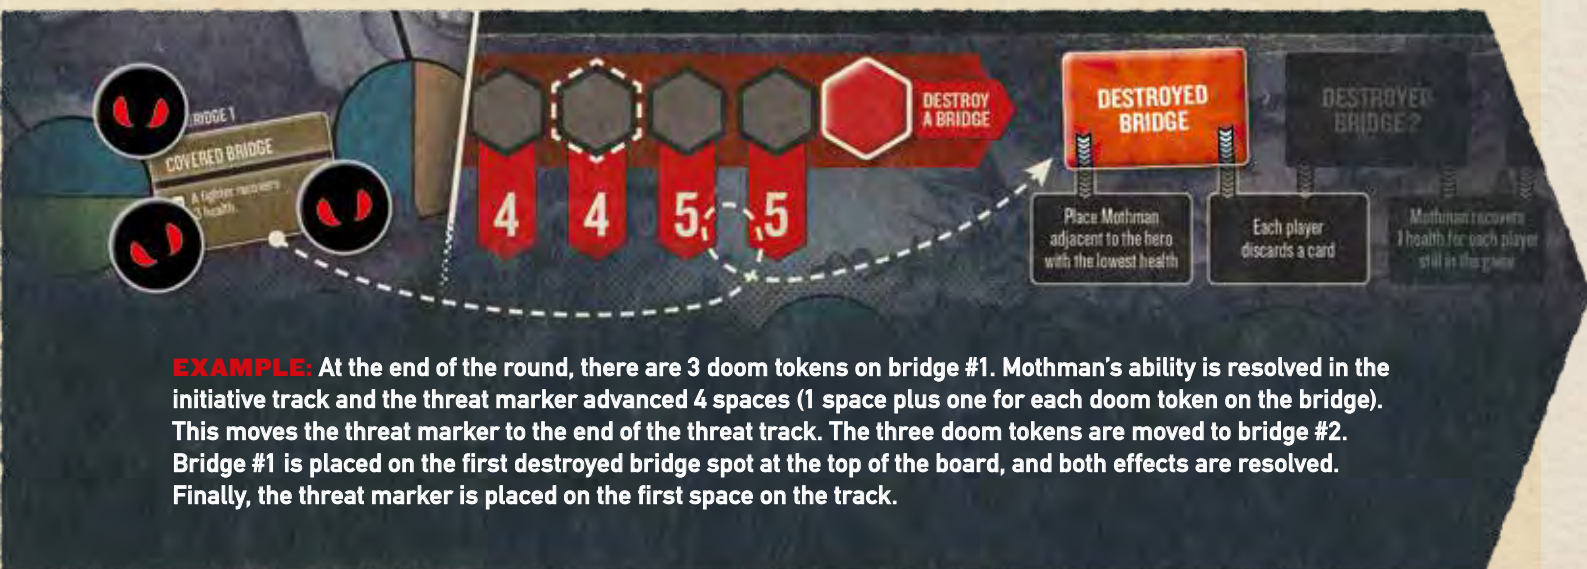 BRIDGE 1
COVERED BRIDGE
A fighter recovers
3 health.
4
4
5
5
DESTROY
A BRIDGE
DESTROYED
BRIDGE
Place Mothman
adjacent to the hero
with the lowest health
Each player
discards a card
DESTROYED
BRIDGE 2
Mothman recovers
1 health for each player
still in the game
EXAMPLE: At the end of the round, there are 3 doom tokens on bridge #1. Mothman's ability is resolved in the
initiative track and the threat marker advanced 4 spaces (1 space plus one for each doom token on the bridge).
This moves the threat marker to the end of the threat track. The three doom tokens are moved to bridge #2.
Bridge #1 is placed on the first destroyed bridge spot at the top of the board, and both effects are resolved.
Finally, the threat marker is placed on the first space on the track.